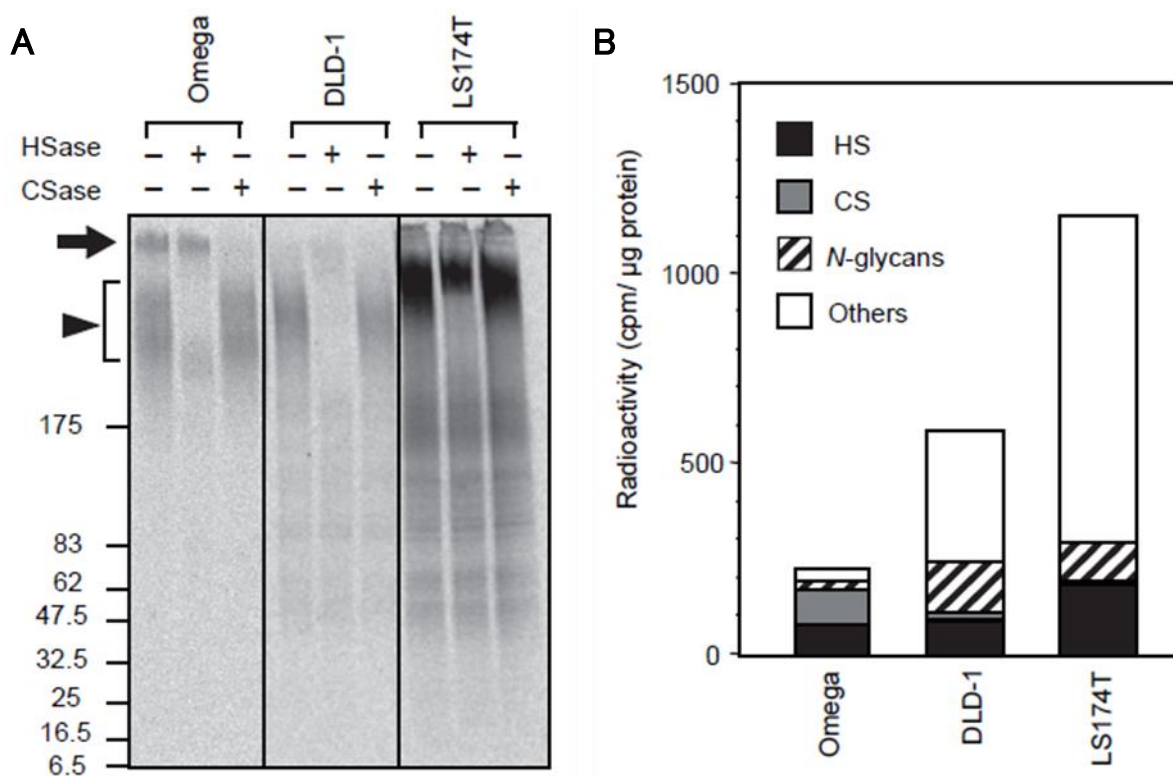 A
Omega
DLD-1
LS174T
HSase − + − − + − − + −
CSase − − + − − + − − +
175
83
62
47.5
32.5
25
16.5
6.5
B
Radioactivity (cpm/ µg protein)
1500
1000
500
0
HS
CS
N-glycans
Others
Omega
DLD-1
LS174T